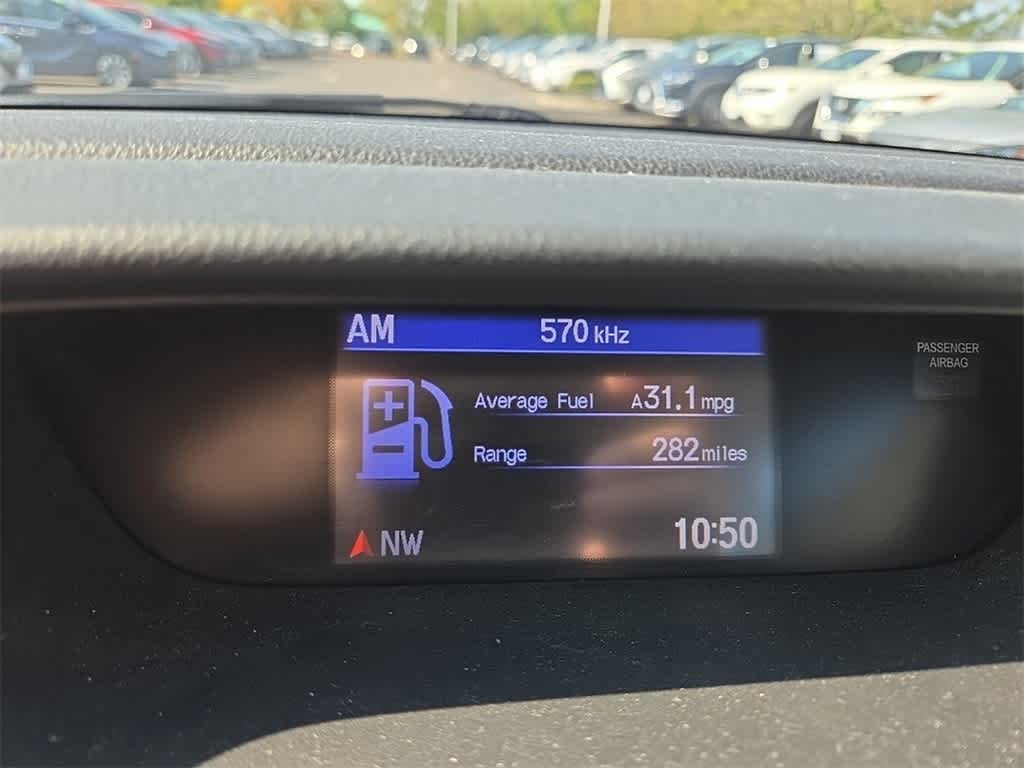 AM 570 kHz
PASSENGER
AIRBAG
Average Fuel A31.1 mpg
Range 282 miles
NW 10:50